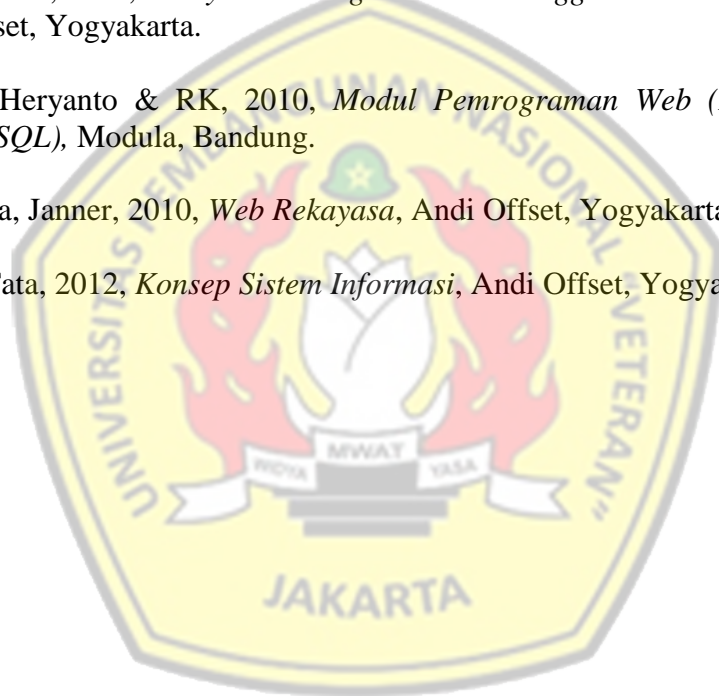 set, Yogyakarta.
Heryanto & RK, 2010, Modul Pemrograman Web (
SQL), Modula, Bandung.
a, Janner, 2010, Web Rekayasa, Andi Offset, Yogyakarta
ata, 2012, Konsep Sistem Informasi, Andi Offset, Yogya
UNIVERSITAS PEMBANGUNAN NASIONAL "VETERAN"
WIDYA MWAT YASA
JAKARTA